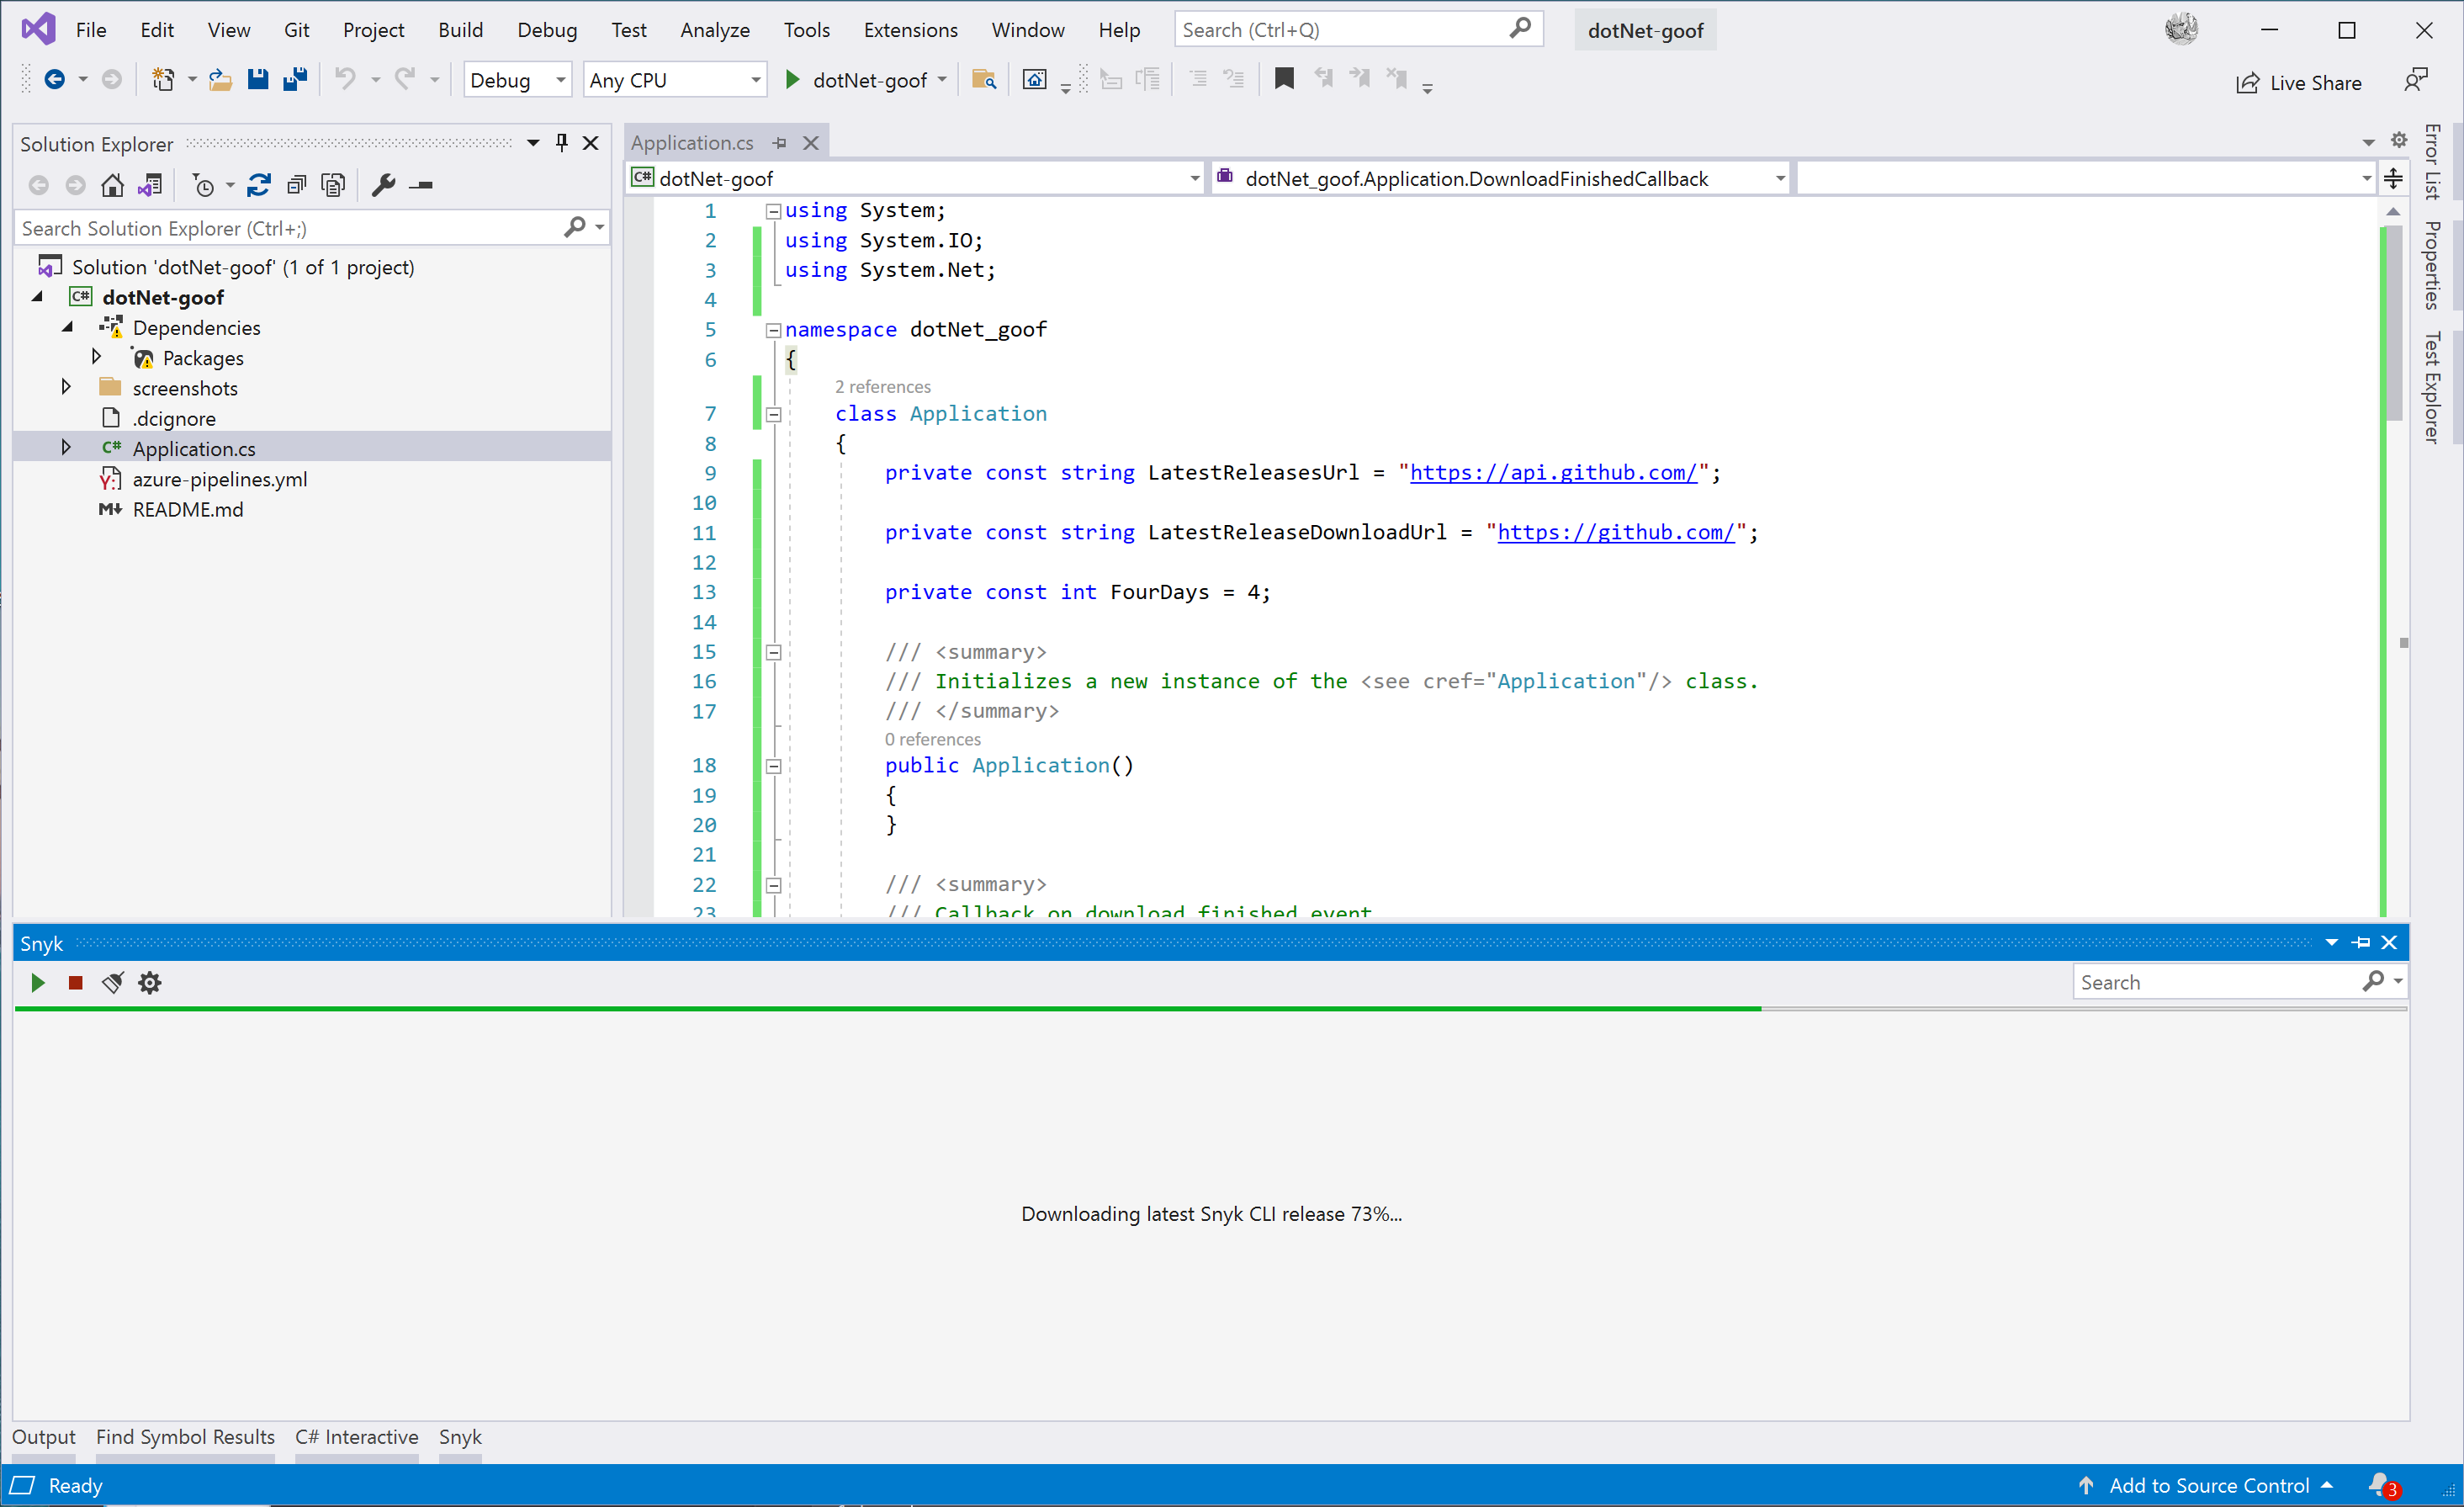 File Edit View Git Project Build Debug Test Analyze Tools Extensions Window Help Search (Ctrl+Q) dotNet-goof
Debug Any CPU dotNet-goof Live Share
Solution Explorer
Search Solution Explorer (Ctrl+;)
Solution 'dotNet-goof' (1 of 1 project)
C# dotNet-goof
Dependencies
Packages
screenshots
.dcignore
C# Application.cs
Y: azure-pipelines.yml
M README.md
Application.cs
C# dotNet-goof dotNet_goof.Application.DownloadFinishedCallback
1 using System;
2 using System.IO;
3 using System.Net;
4
5 namespace dotNet_goof
6 {
2 references
7 class Application
8 {
9 private const string LatestReleasesUrl = "https://api.github.com/";
10
11 private const string LatestReleaseDownloadUrl = "https://github.com/";
12
13 private const int FourDays = 4;
14
15 /// <summary>
16 /// Initializes a new instance of the <see cref="Application"/> class.
17 /// </summary>
0 references
18 public Application()
19 {
20 }
21
22 /// <summary>
23 /// Callback on download finished event
Error List
Properties
Test Explorer
Snyk
Search
Downloading latest Snyk CLI release 73%...
Output Find Symbol Results C# Interactive Snyk
Ready Add to Source Control 3